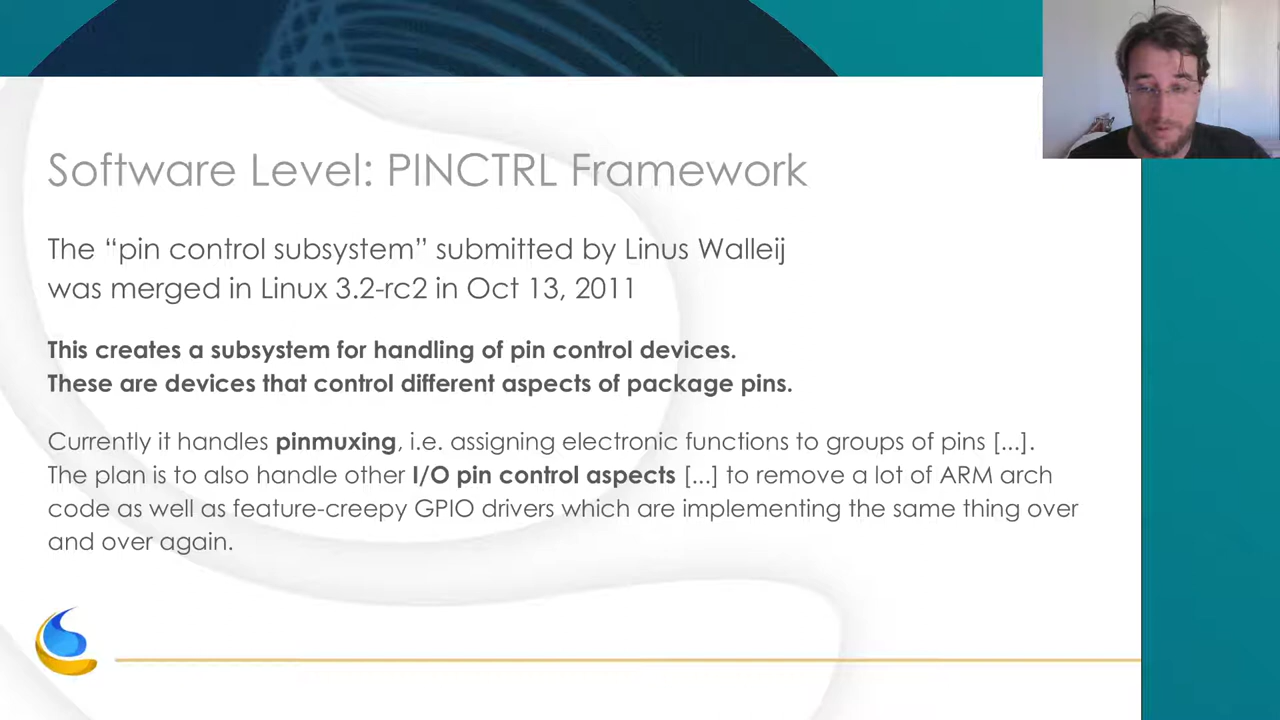 Software Level: PINCTRL Framework
The “pin control subsystem” submitted by Linus Walleij
was merged in Linux 3.2-rc2 in Oct 13, 2011
This creates a subsystem for handling of pin control devices.
These are devices that control different aspects of package pins.
Currently it handles pinmuxing, i.e. assigning electronic functions to groups of pins [...].
The plan is to also handle other I/O pin control aspects [...] to remove a lot of ARM arch
code as well as feature-creepy GPIO drivers which are implementing the same thing over
and over again.